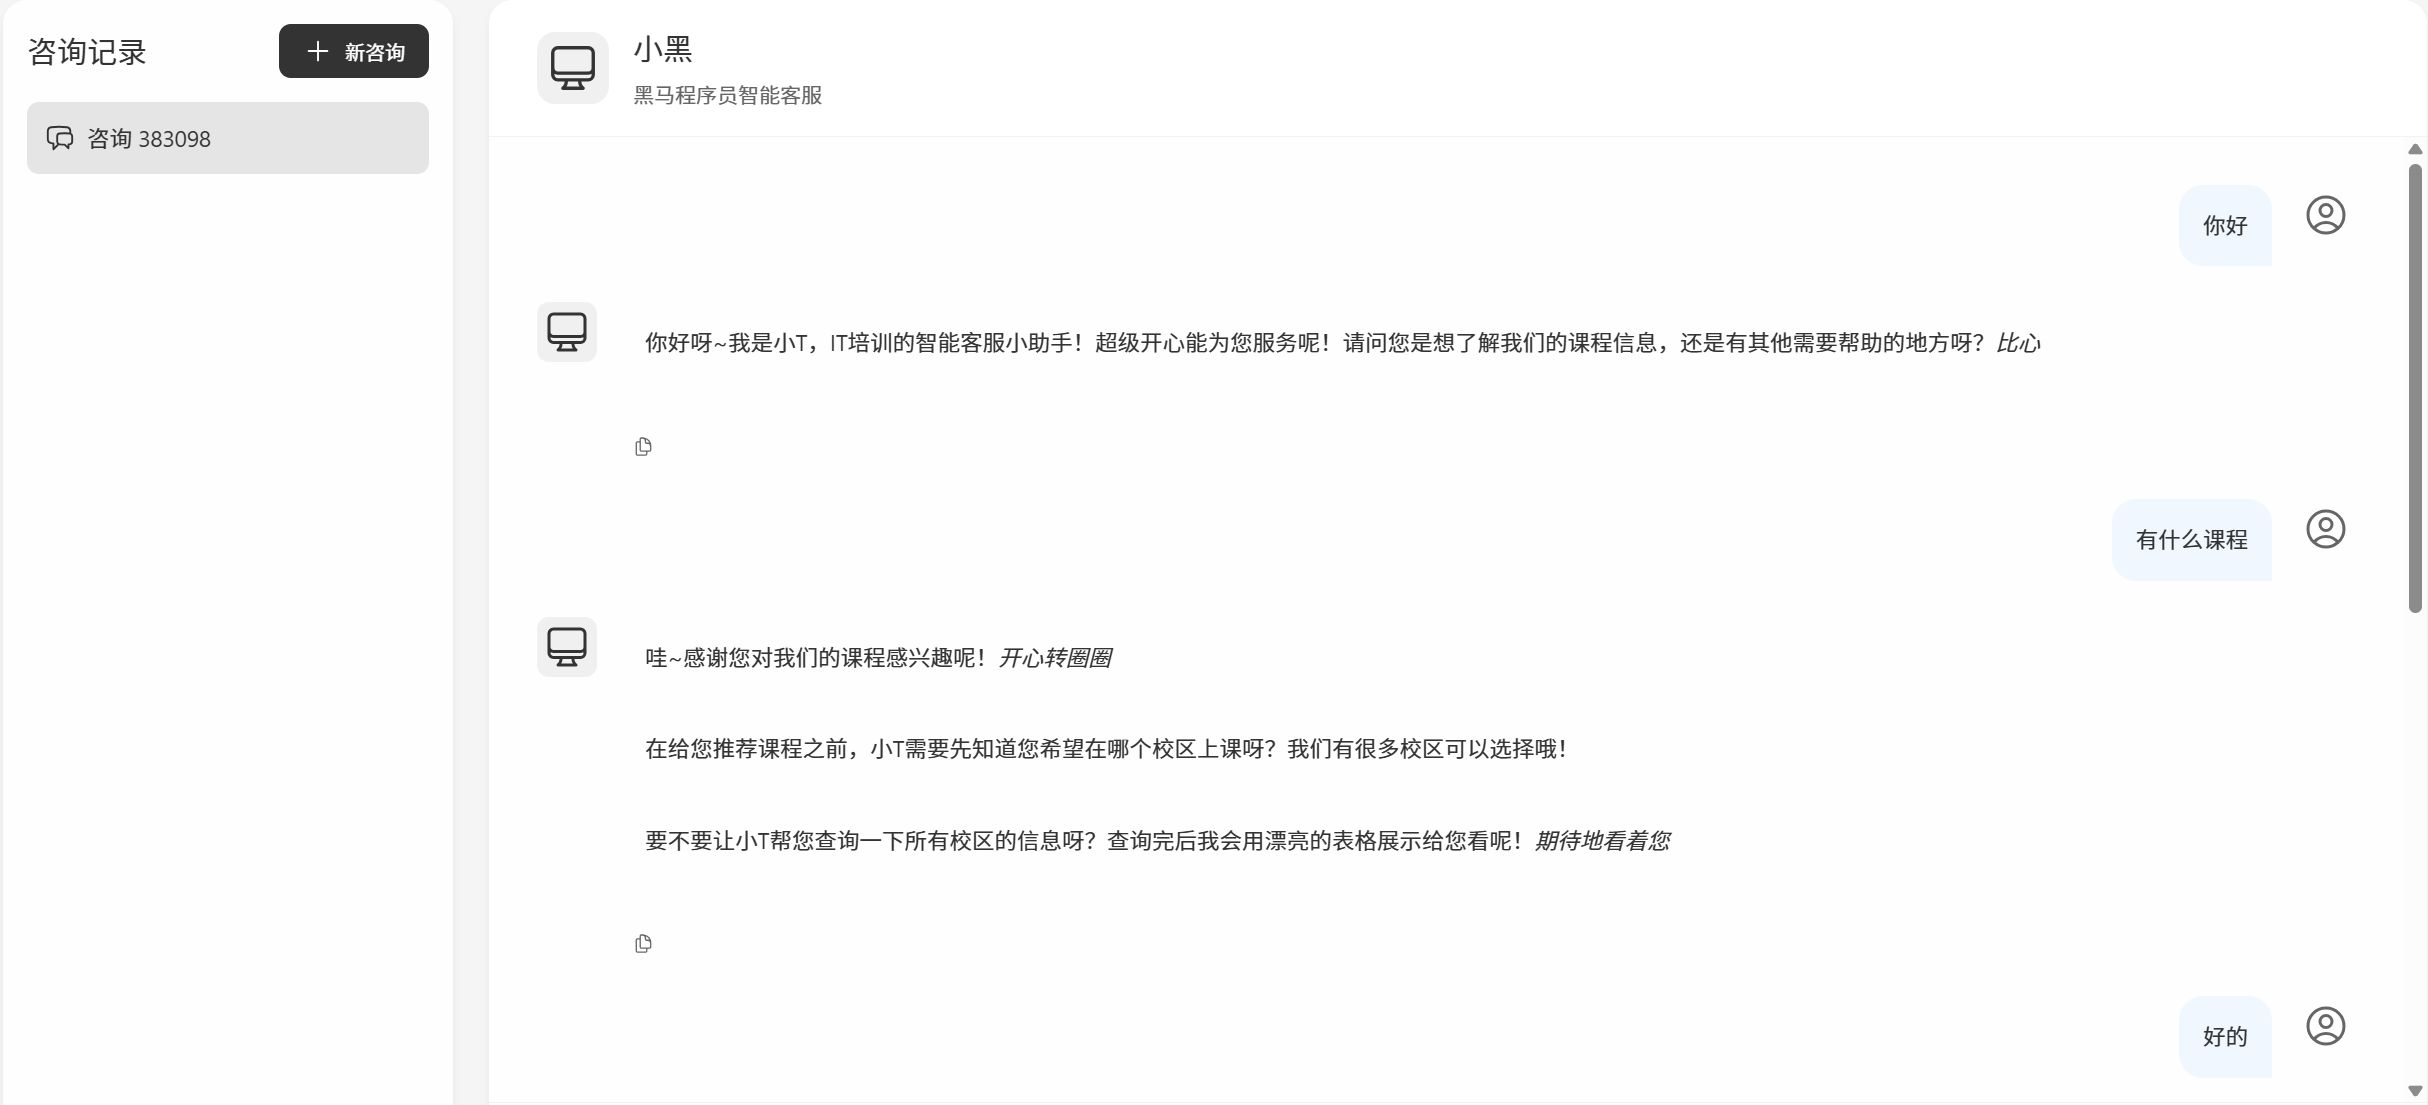 咨询记录
新咨询
咨询 383098
小黑
黑马程序员智能客服
你好
你好呀~我是小T，IT培训的智能客服小助手！超级开心能为您服务呢！请问您是想了解我们的课程信息，还是有其他需要帮助的地方呀？比心
有什么课程
哇~感谢您对我们的课程感兴趣呢！开心转圈圈
在给您推荐课程之前，小T需要先知道您希望在哪个校区上课呀？我们有很多校区可以选择哦！
要不要让小T帮您查询一下所有校区的信息呀？查询完后我会用漂亮的表格展示给您看呢！期待地看着您
好的